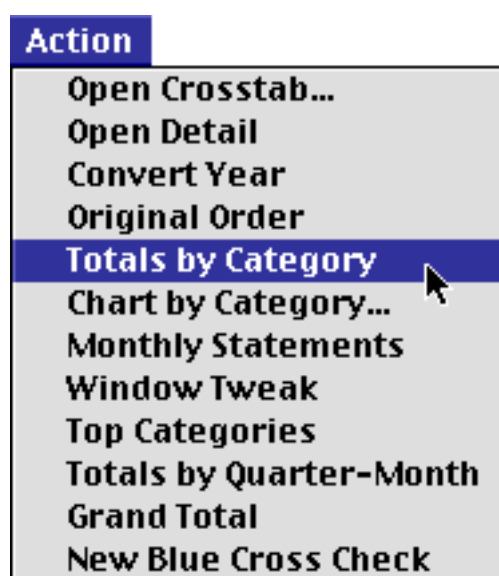 Action
Open Crosstab...
Open Detail
Convert Year
Original Order
Totals by Category
Chart by Category...
Monthly Statements
Window Tweak
Top Categories
Totals by Quarter-Month
Grand Total
New Blue Cross Check